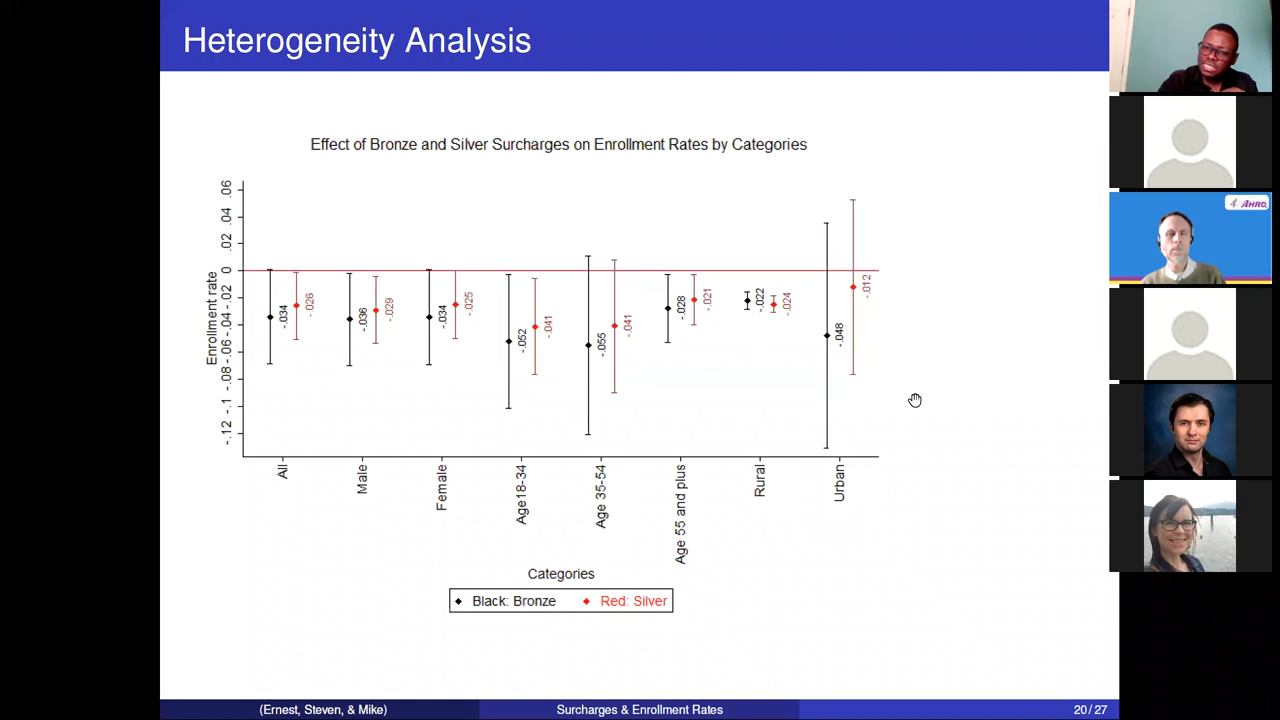 Heterogeneity Analysis
AHRQ
Effect of Bronze and Silver Surcharges on Enrollment Rates by Categories
Enrollment rate
.06
.04
.02
0
-.02
-.04
-.06
-.08
-.1
-.12
-.034
-.026
-.036
-.029
-.034
-.025
-.052
-.041
-.055
-.041
-.028
-.021
-.022
-.024
-.048
-.012
All
Male
Female
Age18-34
Age 35-54
Age 55 and plus
Rural
Urban
Categories
Black: Bronze Red: Silver
(Ernest, Steven, & Mike) Surcharges & Enrollment Rates 20 / 27